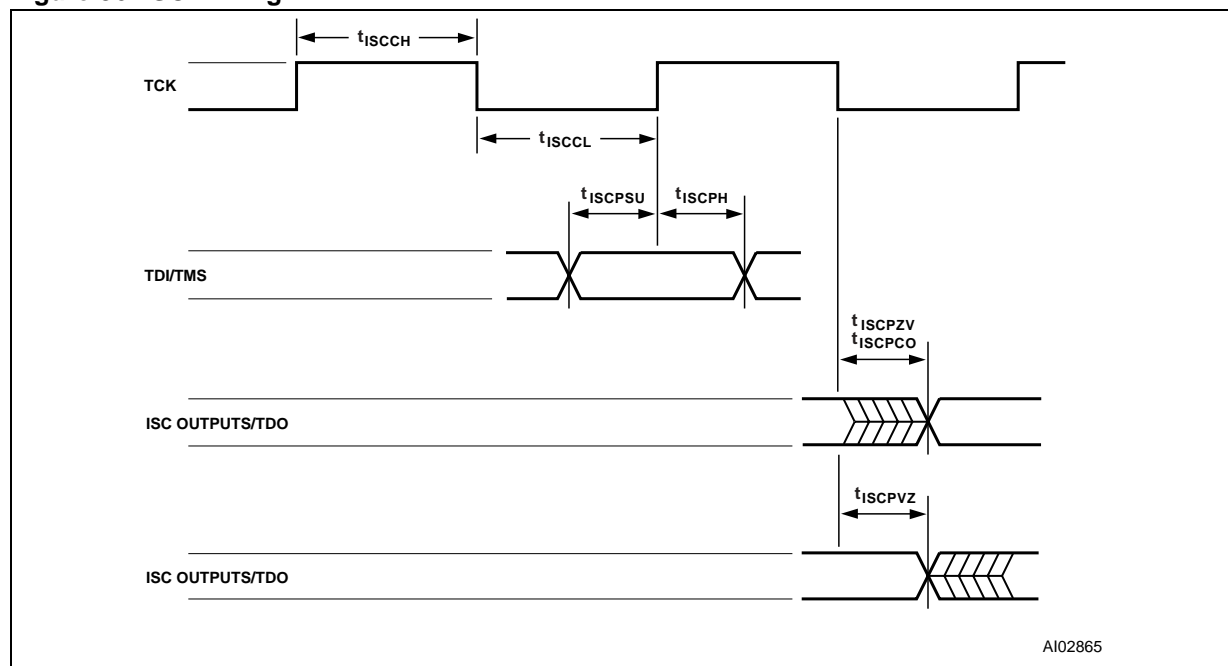 tISCCH
TCK
tISCCL
tISCPSU
tISCPH
TDI/TMS
tISCPZV
tISCPCO
ISC OUTPUTS/TDO
tISCPVZ
ISC OUTPUTS/TDO
AI02865